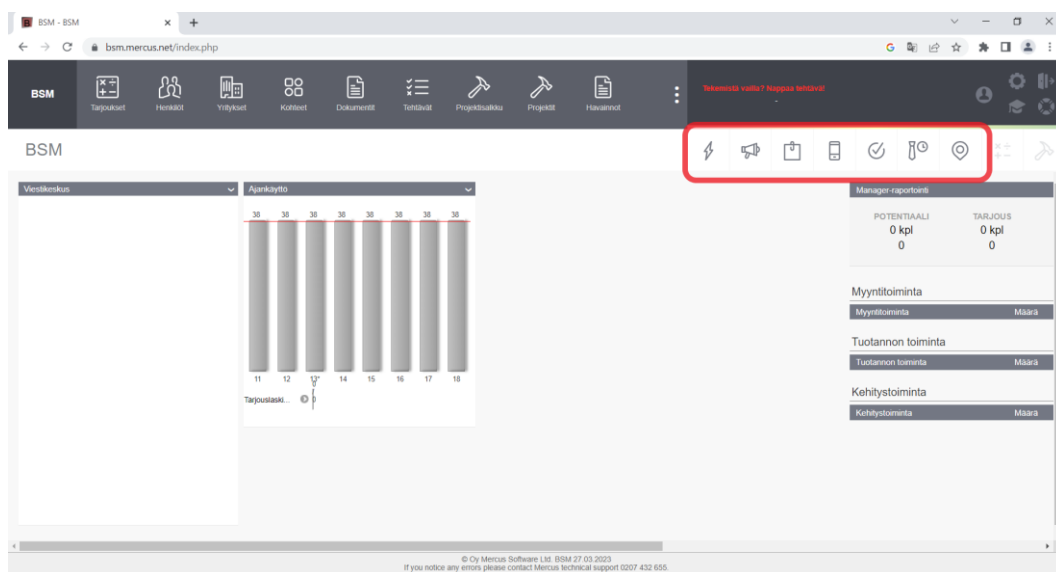 BSM - BSM
bsm.mercus.net/index.php
BSM
Tarjoukset
Henkilöt
Yritykset
Kohteet
Dokumentit
Tehtävät
Projektisalkku
Projektit
Havainnot
Tekemistä vailla? Nappaa tehtävä!
-
BSM
Viestikeskus
Ajankäyttö
38 38 38 38 38 38 38 38
11 12 13* 14 15 16 17 18
0
Tarjouslaski... 0
Manager-raportointi
POTENTIAALI TARJOUS
0 kpl 0 kpl
0 0
Myyntitoiminta
Myyntitoiminta Määrä
Tuotannon toiminta
Tuotannon toiminta Määrä
Kehitystoiminta
Kehitystoiminta Määrä
© Oy Mercus Software Ltd. BSM 27.03.2023
If you notice any errors please contact Mercus technical support 0207 432 655.